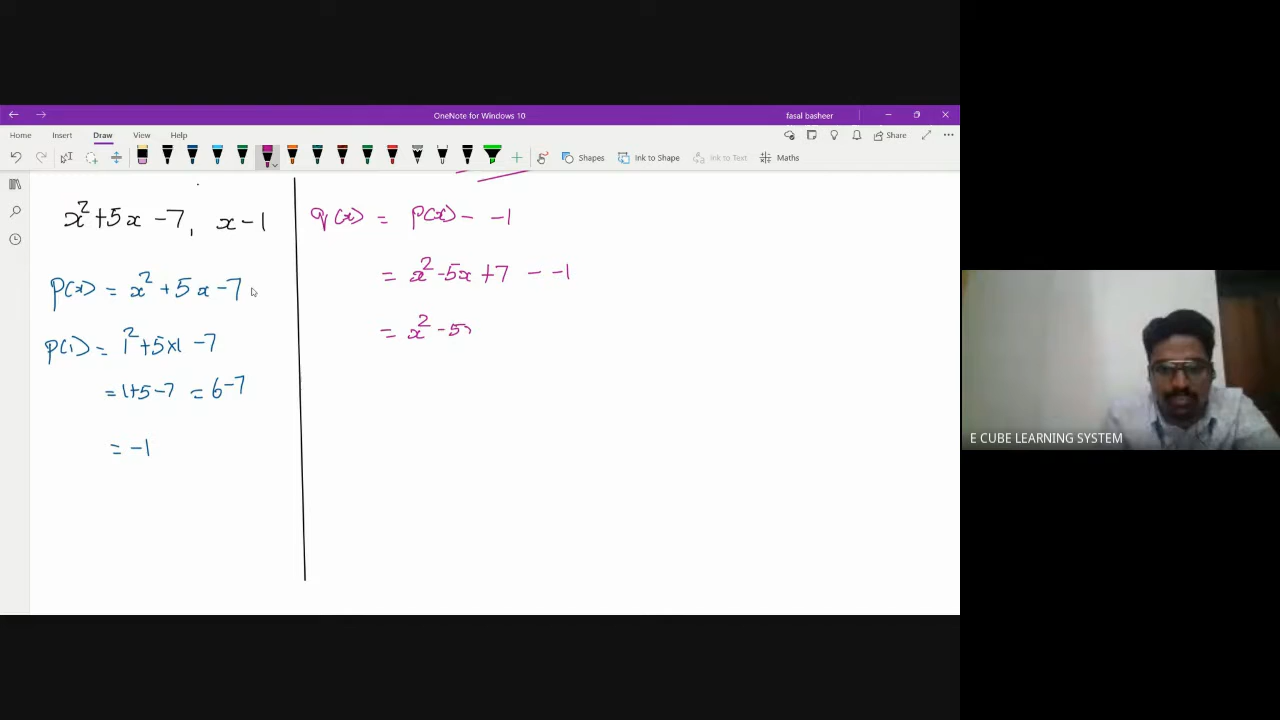 OneNote for Windows 10
fasal basheer
Home Insert Draw View Help
Share
Shapes Ink to Shape Ink to Text Maths
x² + 5x - 7, x - 1
p(x) = x² + 5x - 7
p(1) = 1² + 5x1 - 7
= 1+5-7 = 6-7
= -1
q(x) = p(x) - -1
= x² - 5x + 7 - -1
= x² - 5x
E CUBE LEARNING SYSTEM